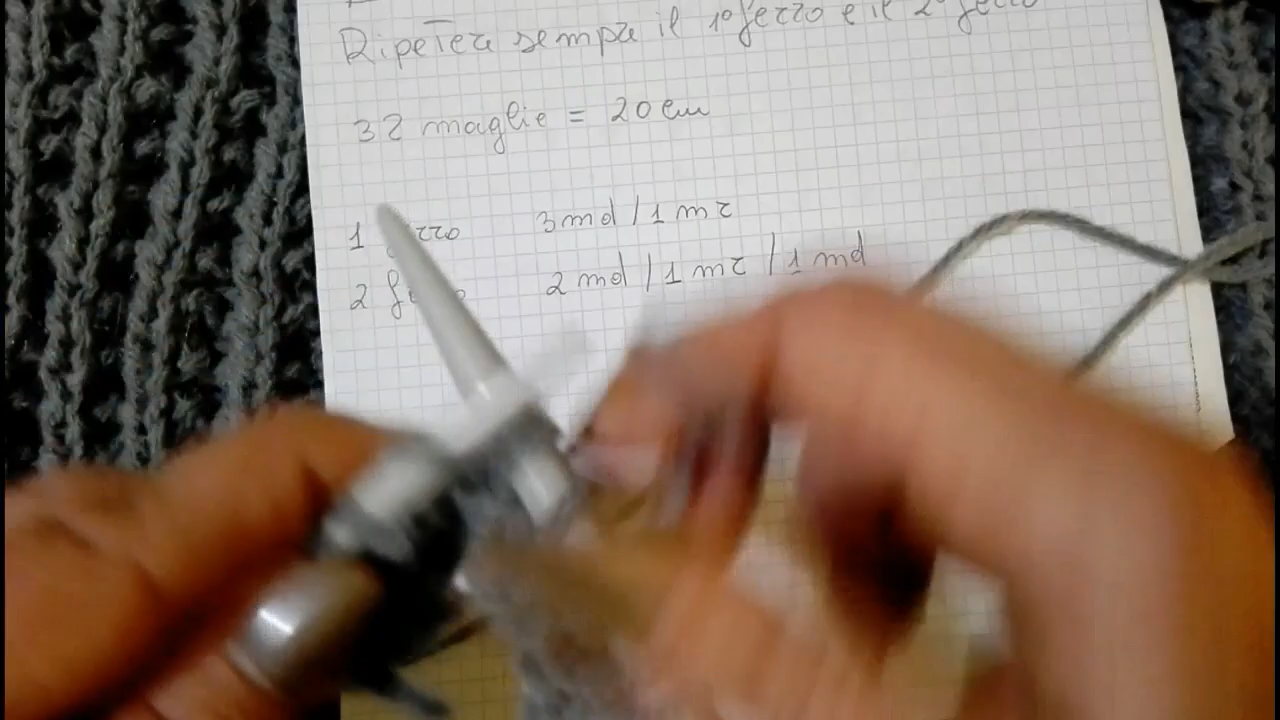 Ripetere sempre il 1° ferro e il 2° ferro
32 maglie = 20 cm
1 3 md / 1 mr
2 2 md / 1 mr / 1 md